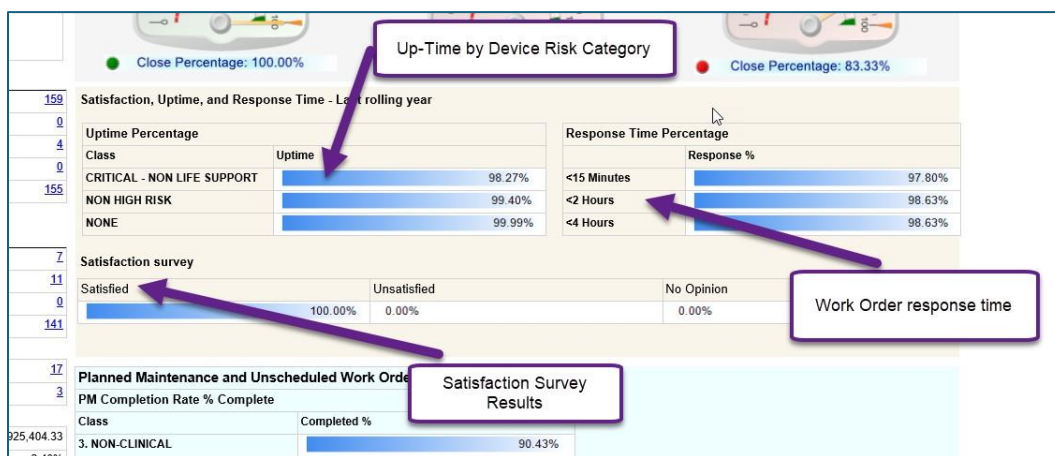 Up-Time by Device Risk Category
Close Percentage: 100.00%
Close Percentage: 83.33%
159
0
4
0
155
Satisfaction, Uptime, and Response Time - Last rolling year
Uptime Percentage
Class Uptime
CRITICAL - NON LIFE SUPPORT 98.27%
NON HIGH RISK 99.40%
NONE 99.99%
Response Time Percentage
Response %
<15 Minutes 97.80%
<2 Hours 98.63%
<4 Hours 98.63%
7
11
0
141
Satisfaction survey
Satisfied Unsatisfied No Opinion
100.00% 0.00% 0.00%
Work Order response time
Satisfaction Survey
Results
17
3
925,404.33
Planned Maintenance and Unscheduled Work Orde
PM Completion Rate % Complete
Class Completed %
3. NON-CLINICAL 90.43%